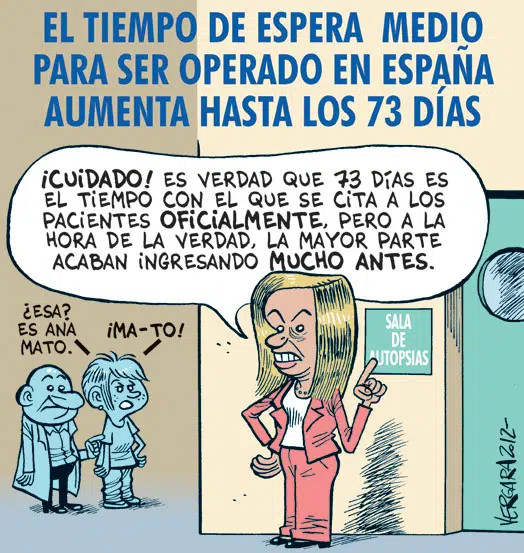 EL TIEMPO DE ESPERA MEDIO
PARA SER OPERADO EN ESPAÑA
AUMENTA HASTA LOS 73 DÍAS
¡CUIDADO! ES VERDAD QUE 73 DÍAS ES
EL TIEMPO CON EL QUE SE CITA A LOS
PACIENTES OFICIALMENTE, PERO A LA
HORA DE LA VERDAD, LA MAYOR PARTE
ACABAN INGRESANDO MUCHO ANTES.
¿ESA?
ES ANA
MATO.
¡MA-TO!
SALA
DE
AUTOPSIAS
VERGARA 2012-